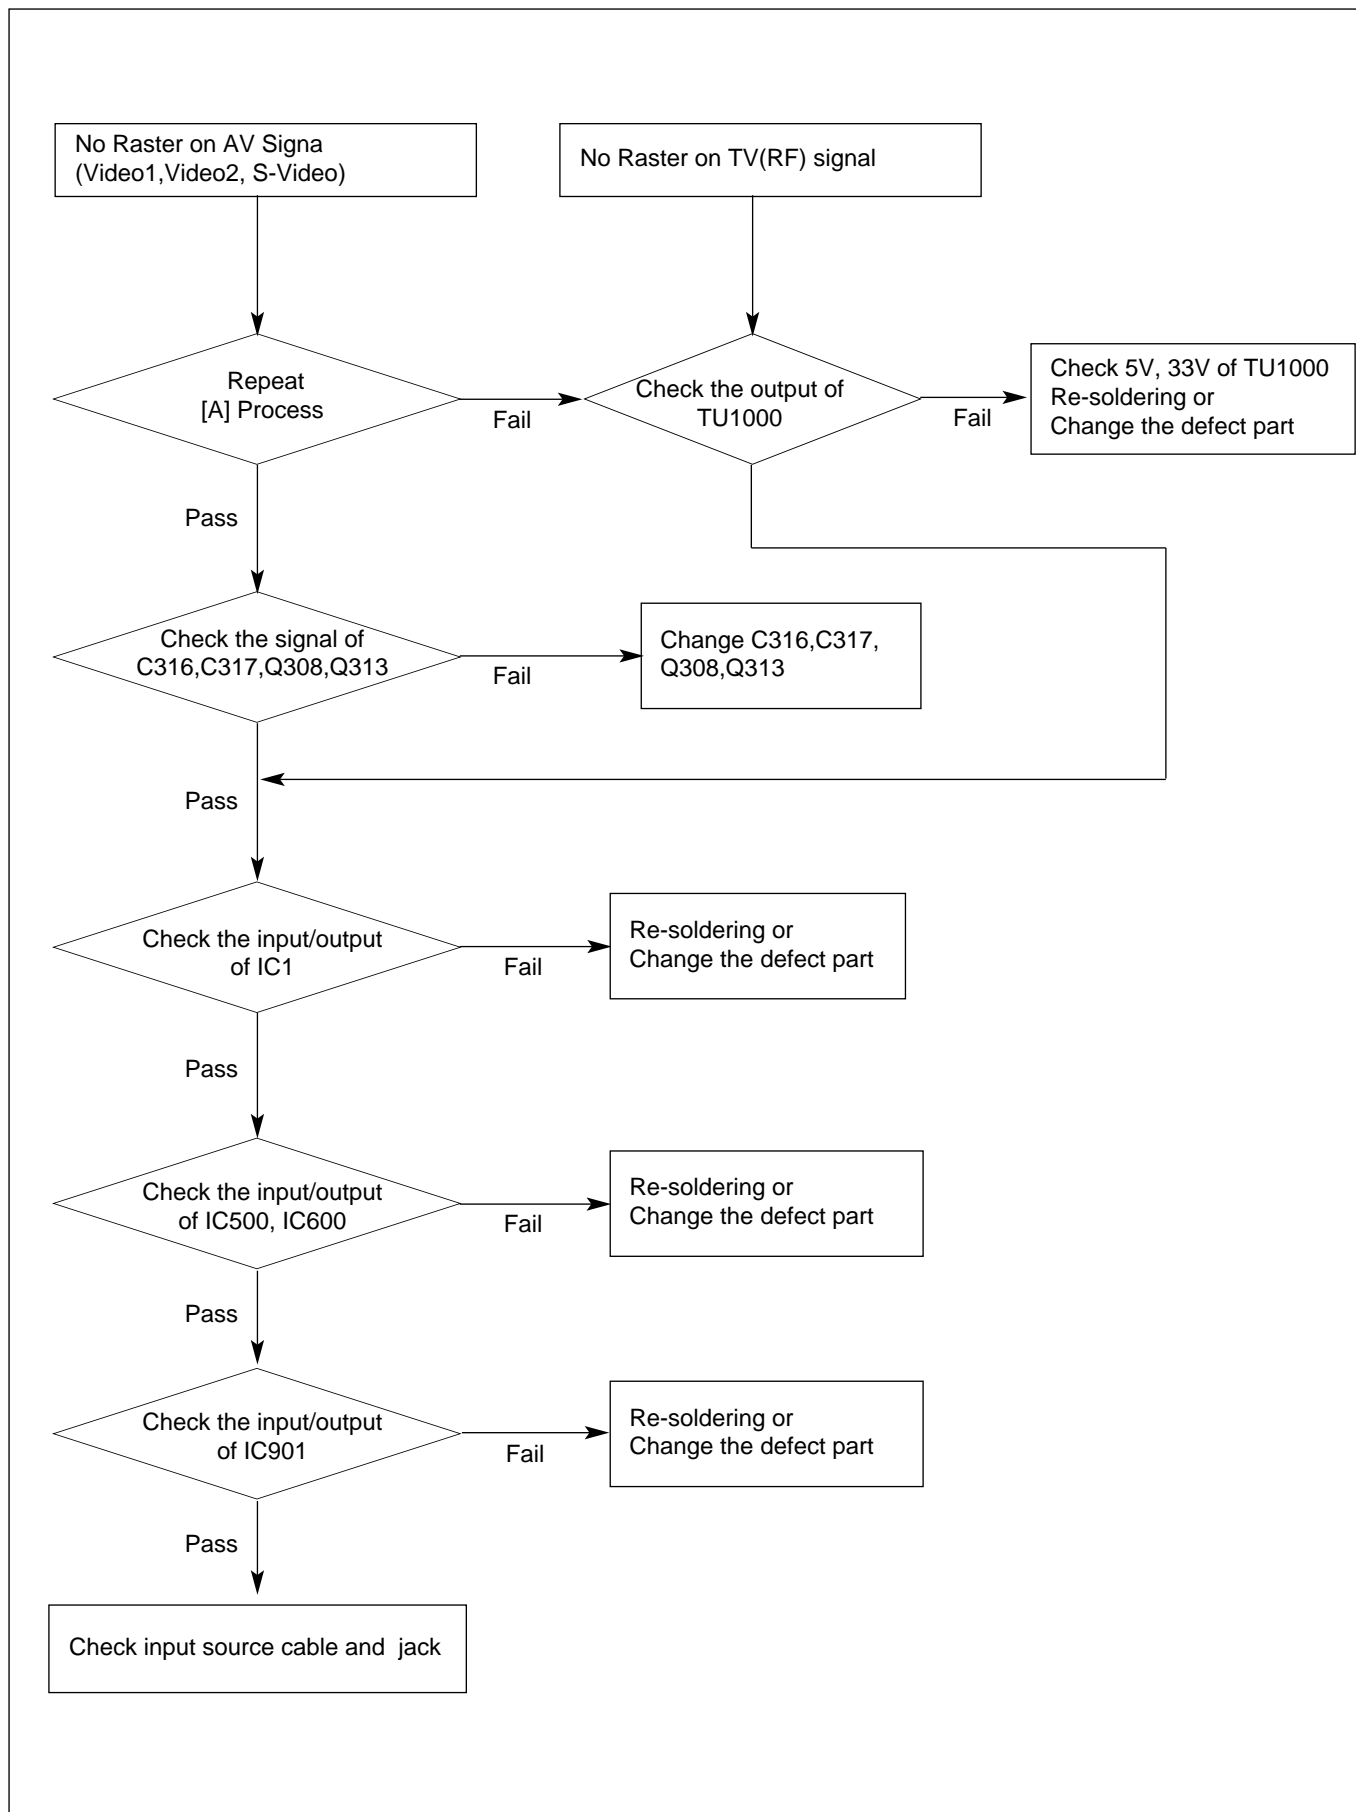 No Raster on AV Signa
(Video1,Video2, S-Video)
No Raster on TV(RF) signal
Repeat
[A] Process
Fail
Check the output of
TU1000
Fail
Check 5V, 33V of TU1000
Re-soldering or
Change the defect part
Pass
Check the signal of
C316,C317,Q308,Q313
Fail
Change C316,C317,
Q308,Q313
Pass
Check the input/output
of IC1
Fail
Re-soldering or
Change the defect part
Pass
Check the input/output
of IC500, IC600
Fail
Re-soldering or
Change the defect part
Pass
Check the input/output
of IC901
Fail
Re-soldering or
Change the defect part
Pass
Check input source cable and  jack